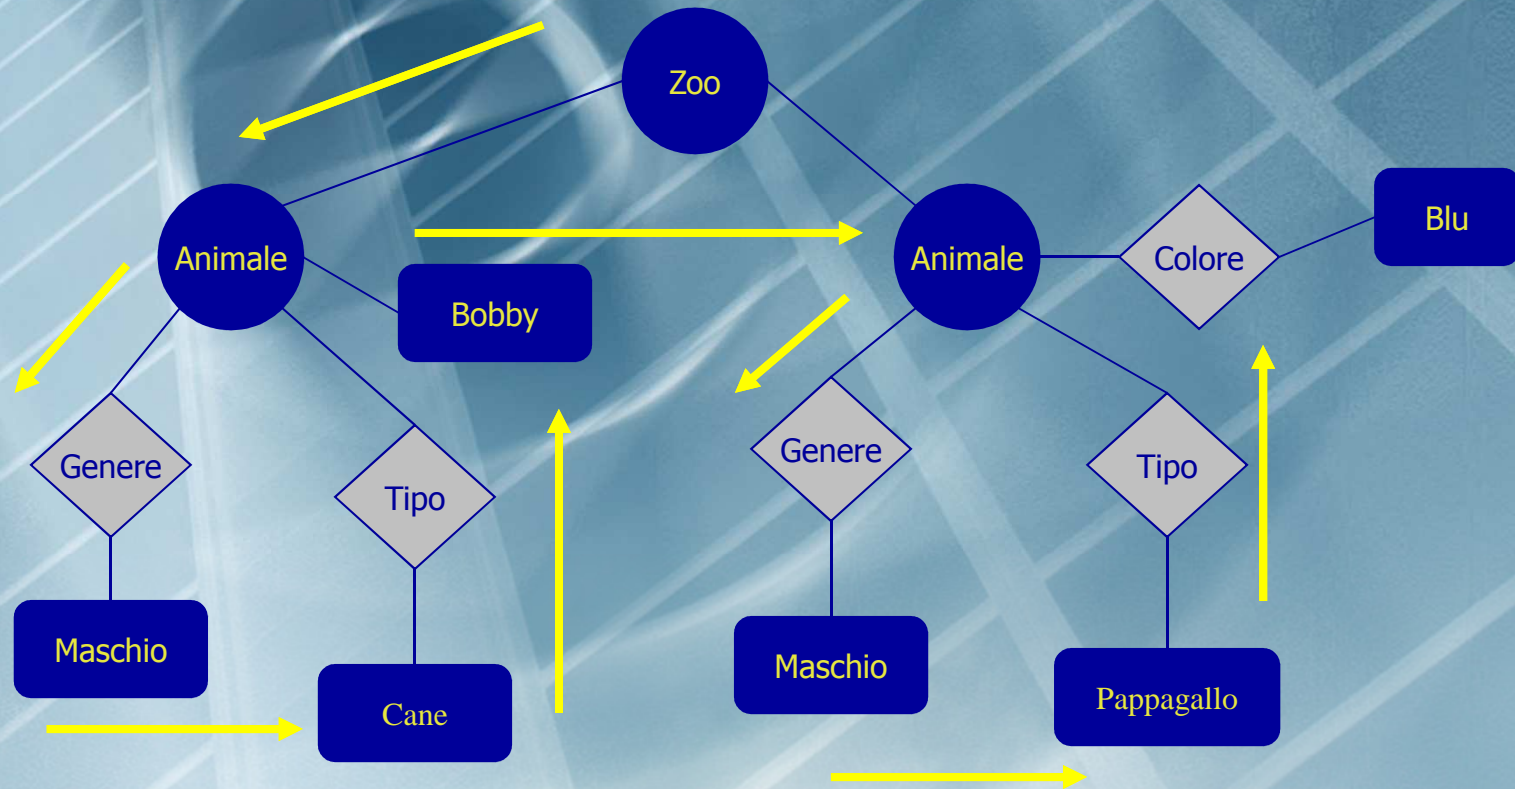 Zoo
Animale
Bobby
Genere
Tipo
Maschio
Cane
Animale
Colore
Blu
Genere
Tipo
Maschio
Pappagallo